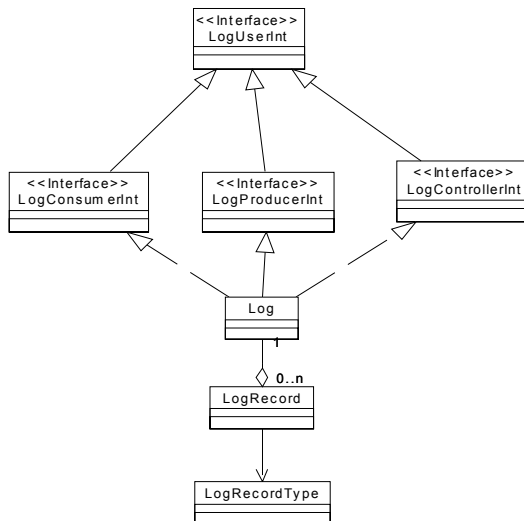 <<Interface>>
LogUserInt
<<Interface>>
LogConsumerInt
<<Interface>>
LogProducerInt
<<Interface>>
LogControllerInt
Log
1
0..n
LogRecord
LogRecordType